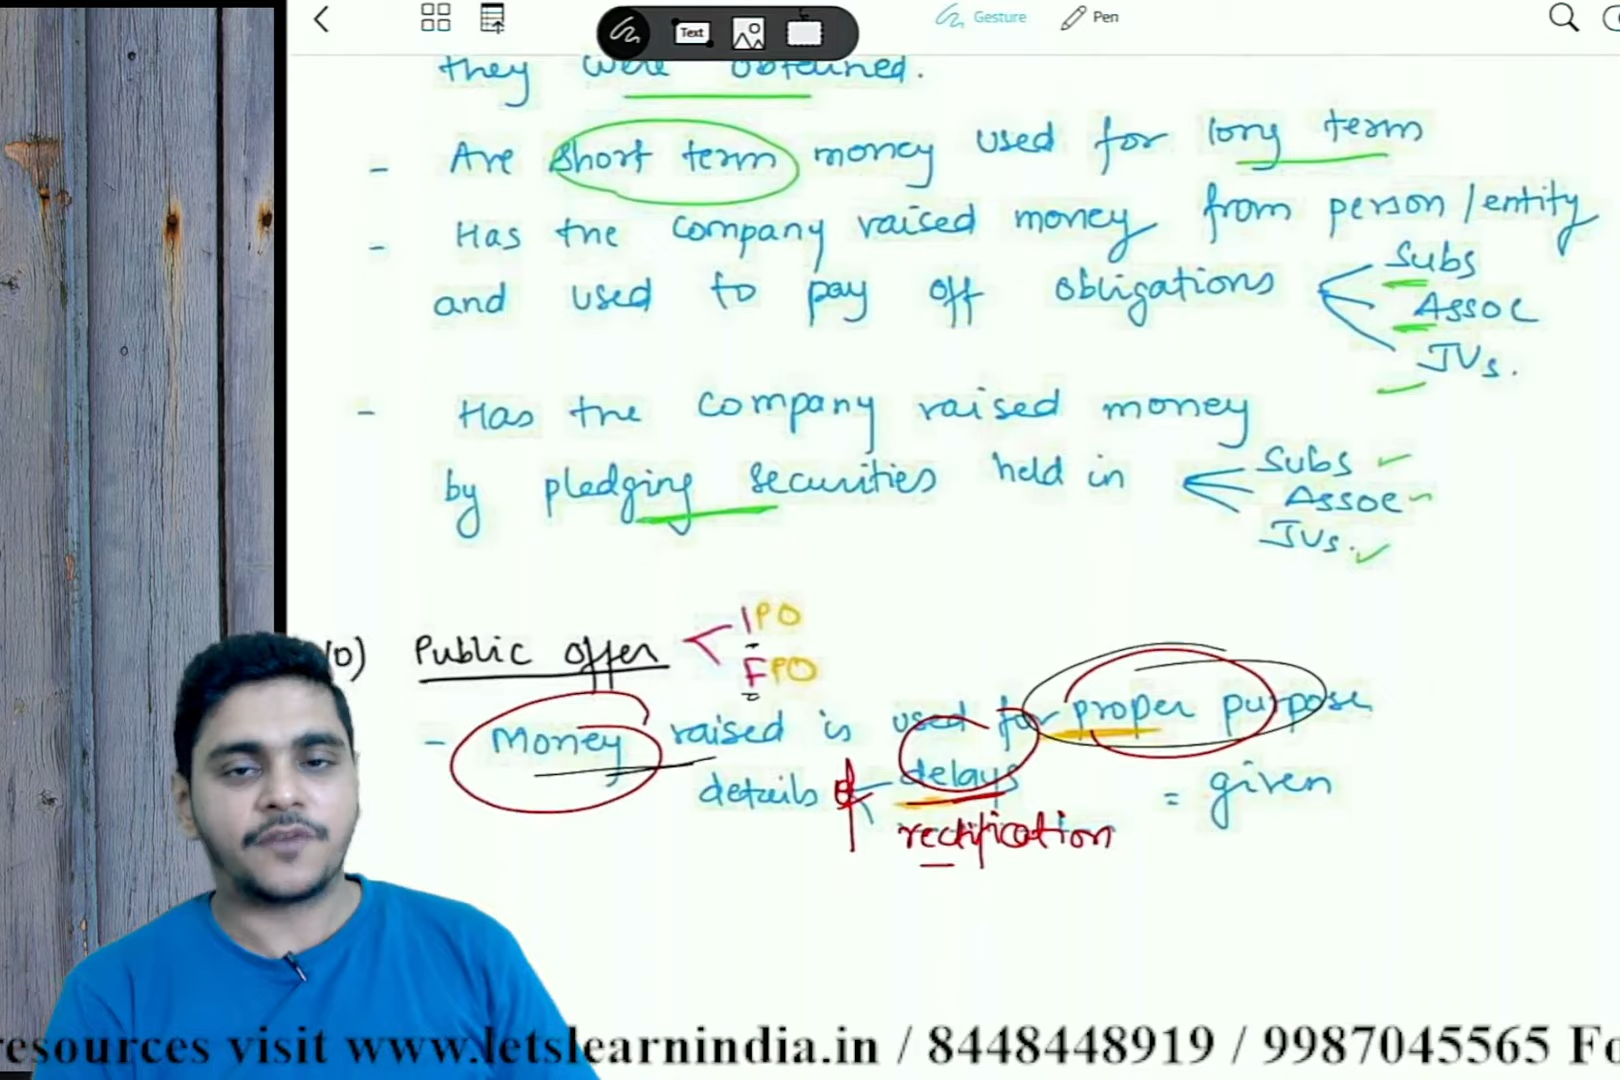 Gesture Pen
Text
they were obtained.
- Are short term money used for long term
- Has the company raised money from person/entity
and used to pay off obligations
Subs
Assoc
JVs.
- Has the company raised money
by pledging securities held in
Subs
Assoc
JVs.
Public offer
IPO
FPO
- Money raised is used for proper purpose
details of delays = given
rectification
esources visit www.letslearnindia.in / 8448448919 / 9987045565 Fo